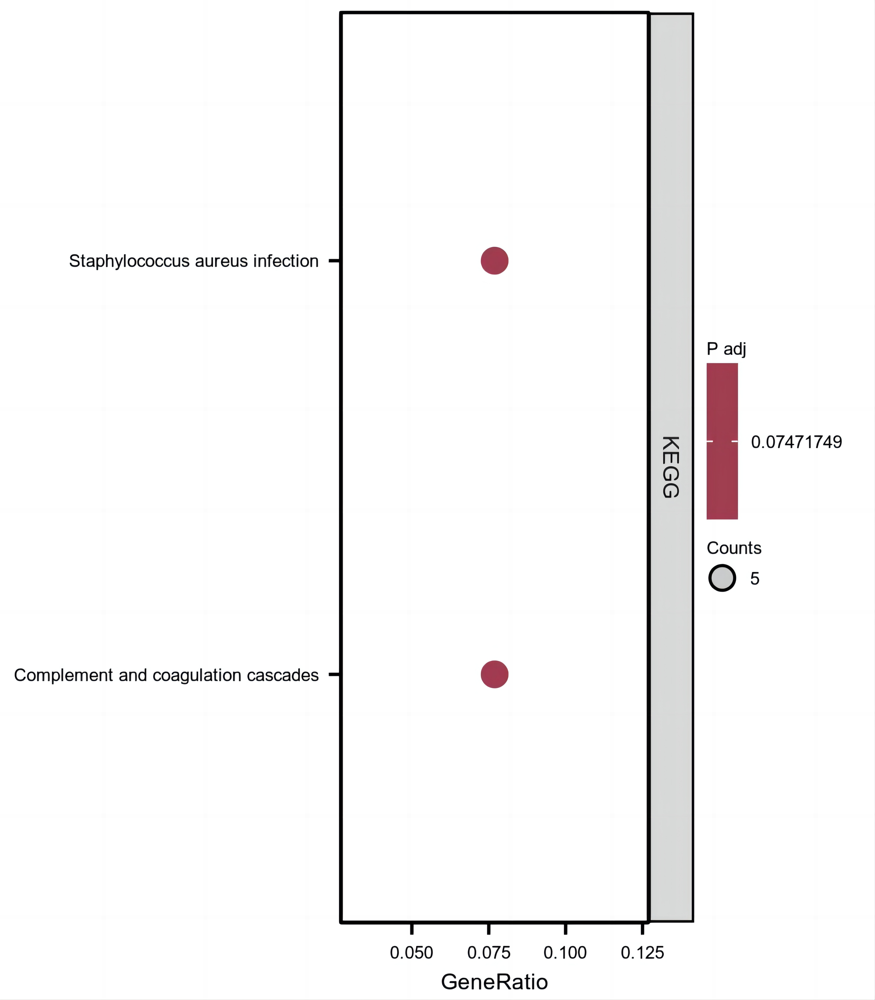 Staphylococcus aureus infection
Complement and coagulation cascades
KEGG
P adj
0.07471749
Counts
5
0.050 0.075 0.100 0.125
GeneRatio